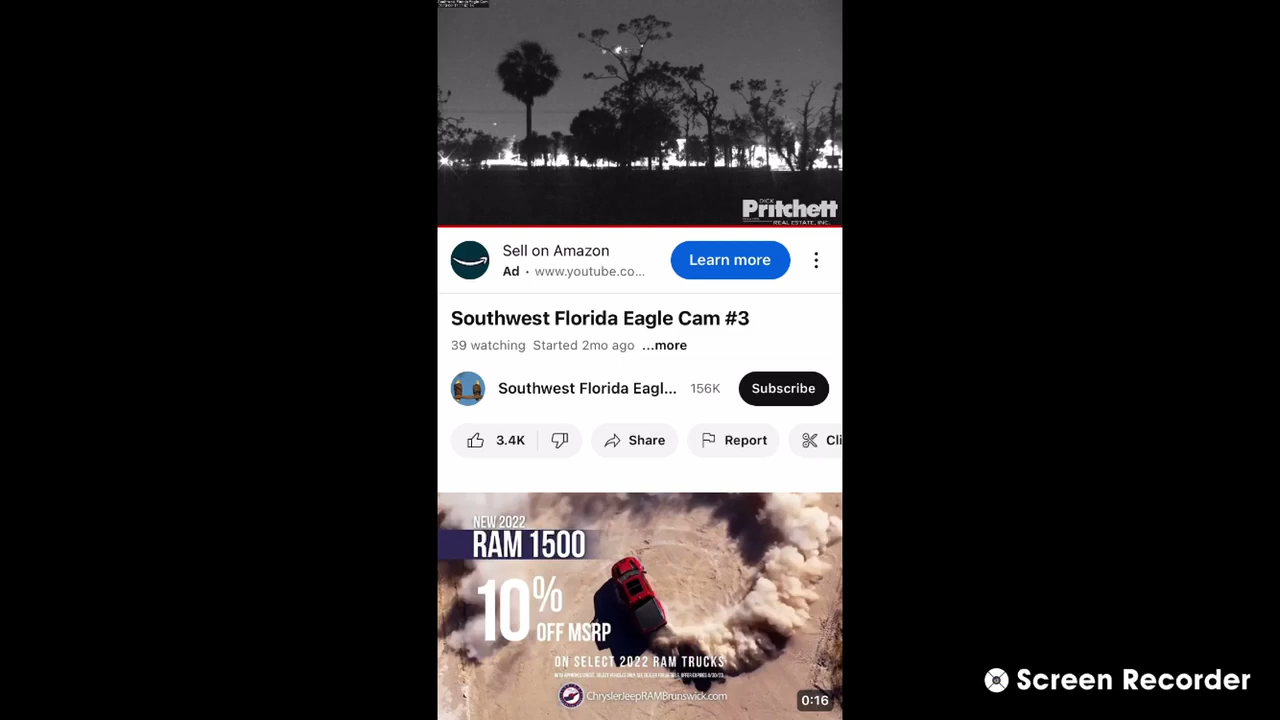 DICK
Pritchett
REAL ESTATE, INC.
Sell on Amazon
Learn more
Ad · www.youtube.co...
Southwest Florida Eagle Cam #3
39 watching Started 2mo ago ...more
Southwest Florida Eagl... 156K Subscribe
3.4K Share Report Cli
NEW 2022
RAM 1500
10%
OFF MSRP
ON SELECT 2022 RAM TRUCKS
ChryslerJeepRAMBrunswick.com
0:16
Screen Recorder